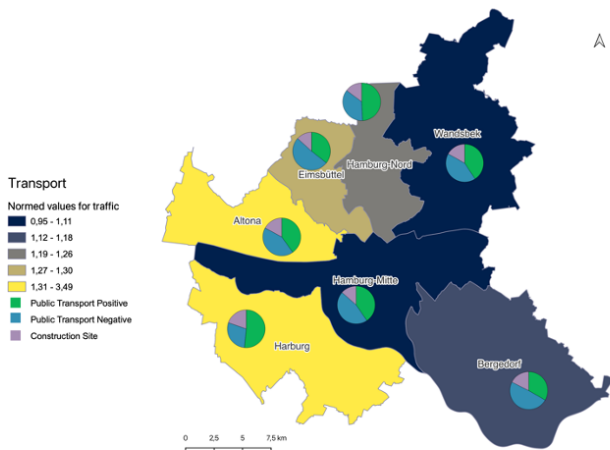 Wandsbek
Hamburg-Nord
Eimsbüttel
Altona
Hamburg-Mitte
Harburg
Bergedorf
Transport
Normed values for traffic
0,95 - 1,11
1,12 - 1,18
1,19 - 1,26
1,27 - 1,30
1,31 - 3,49
Public Transport Positive
Public Transport Negative
Construction Site
0 2,5 5 7,5 km